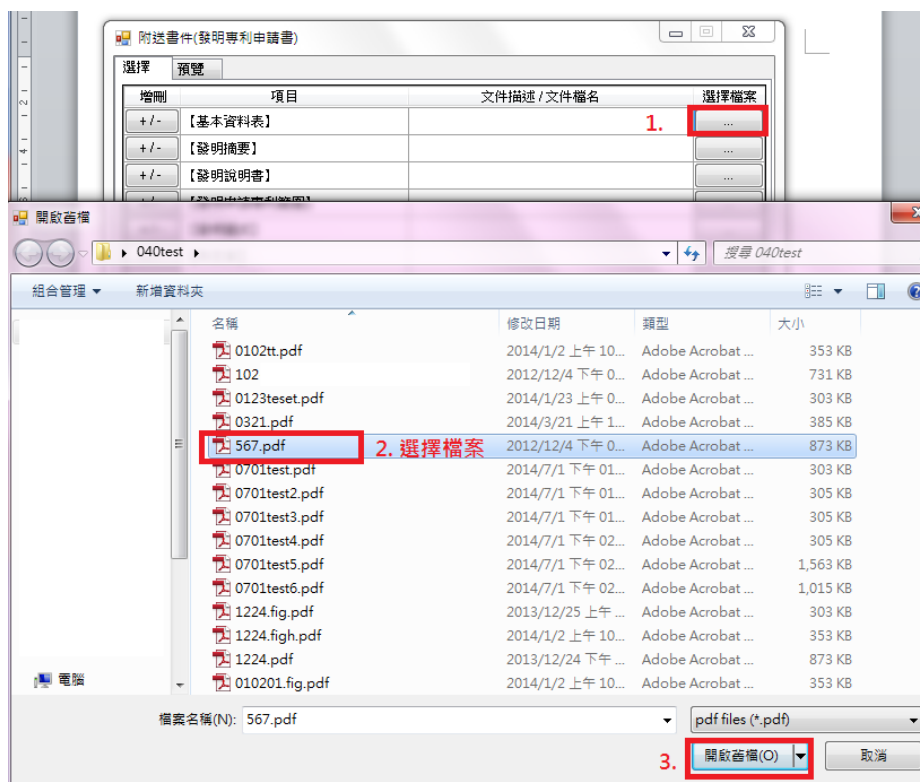 附送書件(發明專利申請書)
選擇 預覽
增刪 項目 文件描述 / 文件檔名 選擇檔案
+ / - 【基本資料表】 1. ...
+ / - 【發明摘要】 ...
+ / - 【發明說明書】 ...
開啟舊檔
040test 搜尋 040test
組合管理 新增資料夾
名稱 修改日期 類型 大小
0102tt.pdf 2014/1/2 上午 10... Adobe Acrobat ... 353 KB
102 2012/12/4 下午 0... Adobe Acrobat ... 731 KB
0123teset.pdf 2014/1/23 上午 0... Adobe Acrobat ... 303 KB
0321.pdf 2014/3/21 上午 1... Adobe Acrobat ... 385 KB
567.pdf 2. 選擇檔案 2012/12/4 下午 0... Adobe Acrobat ... 873 KB
0701test.pdf 2014/7/1 下午 01... Adobe Acrobat ... 303 KB
0701test2.pdf 2014/7/1 下午 01... Adobe Acrobat ... 305 KB
0701test3.pdf 2014/7/1 下午 01... Adobe Acrobat ... 305 KB
0701test4.pdf 2014/7/1 下午 02... Adobe Acrobat ... 305 KB
0701test5.pdf 2014/7/1 下午 02... Adobe Acrobat ... 1,563 KB
0701test6.pdf 2014/7/1 下午 02... Adobe Acrobat ... 1,015 KB
1224.fig.pdf 2013/12/25 上午 ... Adobe Acrobat ... 303 KB
1224.figh.pdf 2014/1/2 上午 10... Adobe Acrobat ... 353 KB
1224.pdf 2013/12/24 下午 ... Adobe Acrobat ... 873 KB
010201.fig.pdf 2014/1/2 上午 10... Adobe Acrobat ... 353 KB
電腦
檔案名稱(N): 567.pdf pdf files (*.pdf)
3. 開啟舊檔(O) 取消